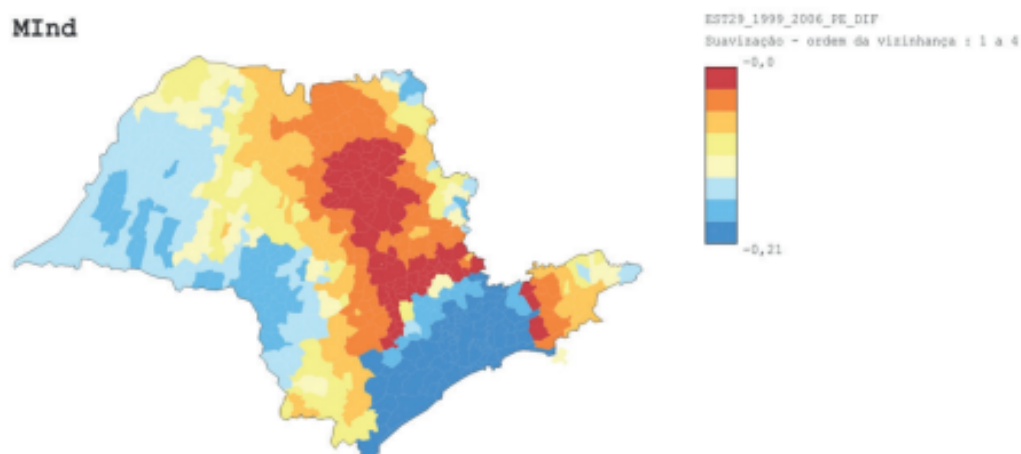 MInd
EST29_1999_2006_PE_DIF
Suavização - ordem da vizinhança : 1 a 4
-0,0
-0,21